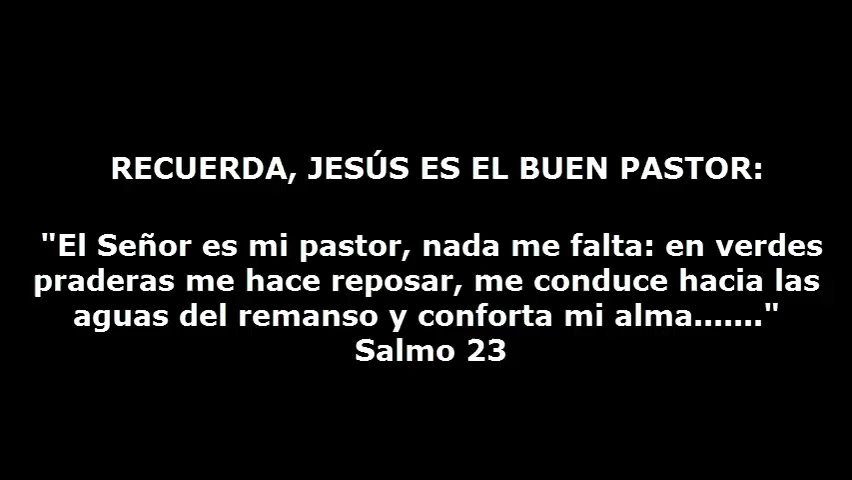 RECUERDA, JESÚS ES EL BUEN PASTOR:
"El Señor es mi pastor, nada me falta: en verdes
praderas me hace reposar, me conduce hacia las
aguas del remanso y conforta mi alma......."
Salmo 23